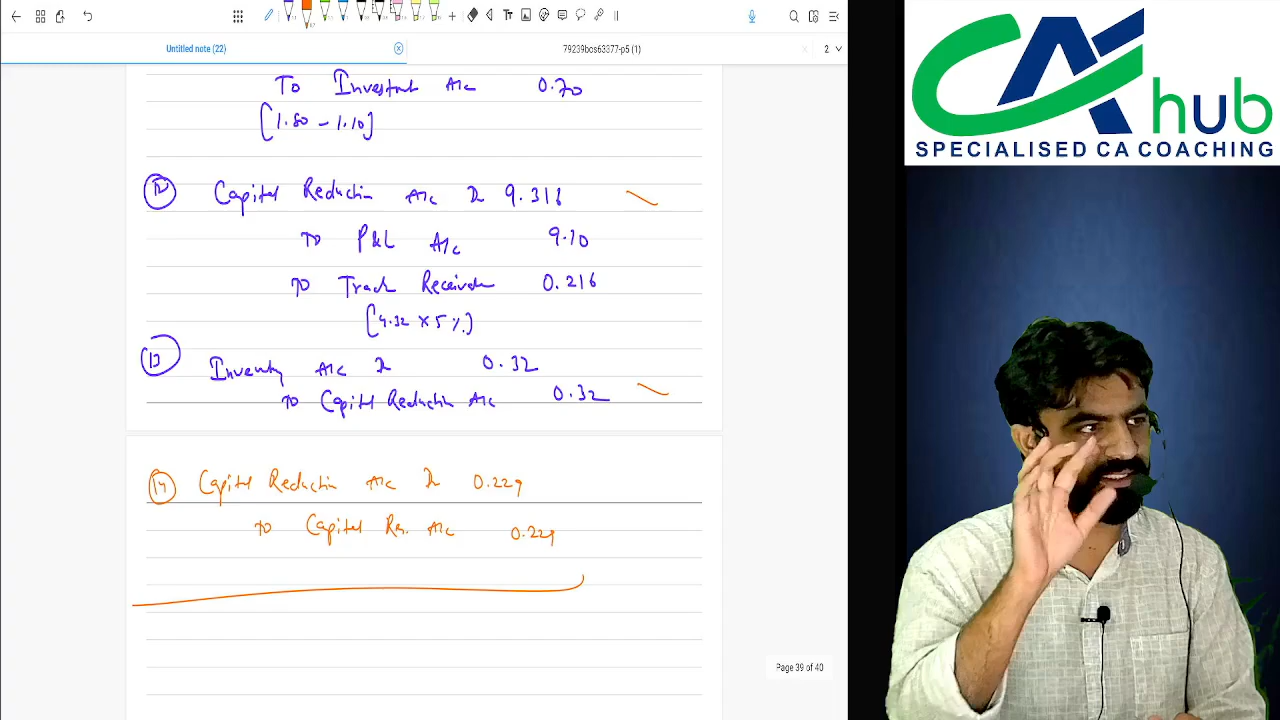 Untitled note (22)
79239bos63377-p5 (1)
2
To Investmt A/c 0.70
[1.80 - 1.10]
12 Capital Reduction A/c Dr 9.316
To P&L A/c 9.10
To Trade Receivable 0.216
[4.32 x 5%]
13 Inventory A/c Dr 0.32
To Capital Reduction A/c 0.32
14 Capital Reduction A/c Dr 0.229
To Capital Res. A/c 0.229
Page 39 of 40
CA hub
SPECIALISED CA COACHING